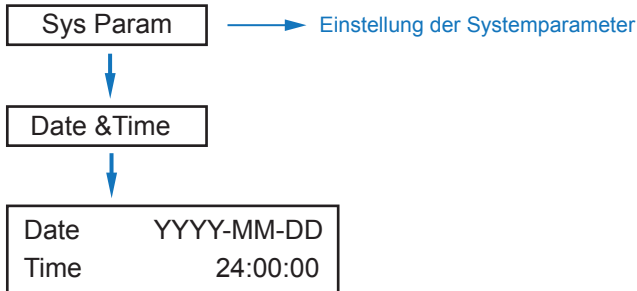 Sys Param
Einstellung der Systemparameter
Date &Time
Date YYYY-MM-DD
Time 24:00:00